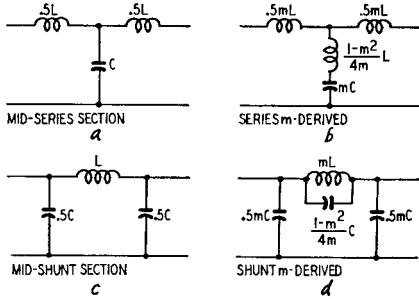 .5L .5L
C
MID-SERIES SECTION
a
.5mL .5mL
1-m²
4m
L
mC
SERIES m-DERIVED
b
L
.5C .5C
MID-SHUNT SECTION
c
mL
.5mC .5mC
1-m²
4m
C
SHUNT m-DERIVED
d